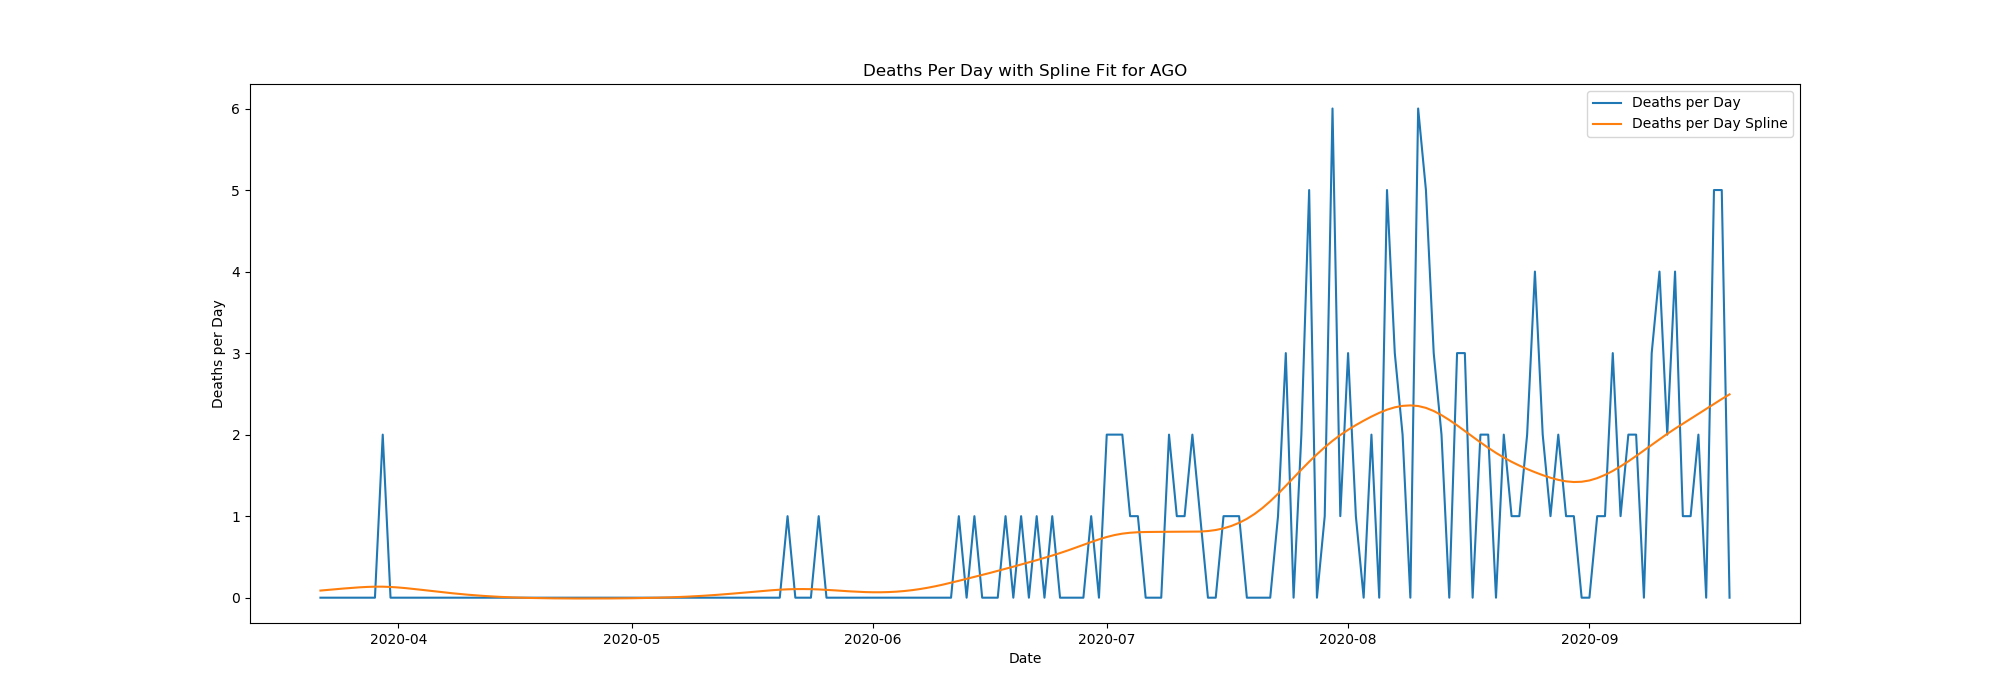 Deaths Per Day with Spline Fit for AGO
Deaths per Day
Deaths per Day Spline
6
5
4
3
2
1
0
Deaths per Day
2020-04 2020-05 2020-06 2020-07 2020-08 2020-09
Date